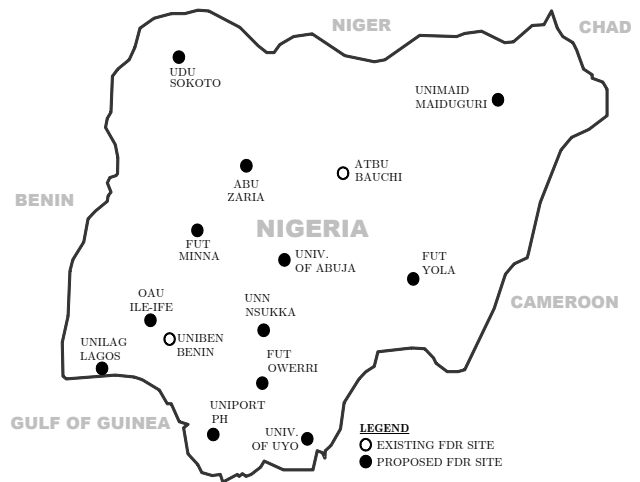 NIGER
CHAD
UDU
SOKOTO
UNIMAID
MAIDUGURI
ATBU
BAUCHI
ABU
ZARIA
BENIN
NIGERIA
FUT
MINNA
UNIV.
OF ABUJA
FUT
YOLA
OAU
ILE-IFE
UNN
NSUKKA
CAMEROON
UNILAG
LAGOS
UNIBEN
BENIN
FUT
OWERRI
UNIPORT
PH
GULF OF GUINEA
UNIV.
OF UYO
LEGEND
EXISTING FDR SITE
PROPOSED FDR SITE